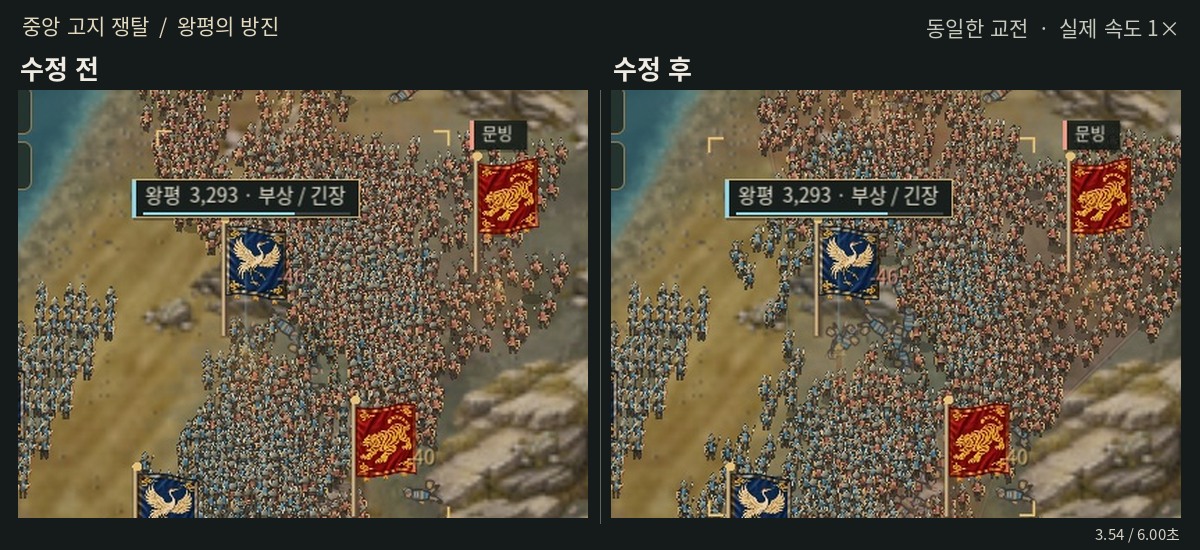 중앙 고지 쟁탈 / 왕평의 방진
동일한 교전 · 실제 속도 1×
수정 전
수정 후
문빙
왕평 3,293 · 부상 / 긴장
40
40
문빙
왕평 3,293 · 부상 / 긴장
40
40
3.54 / 6.00초